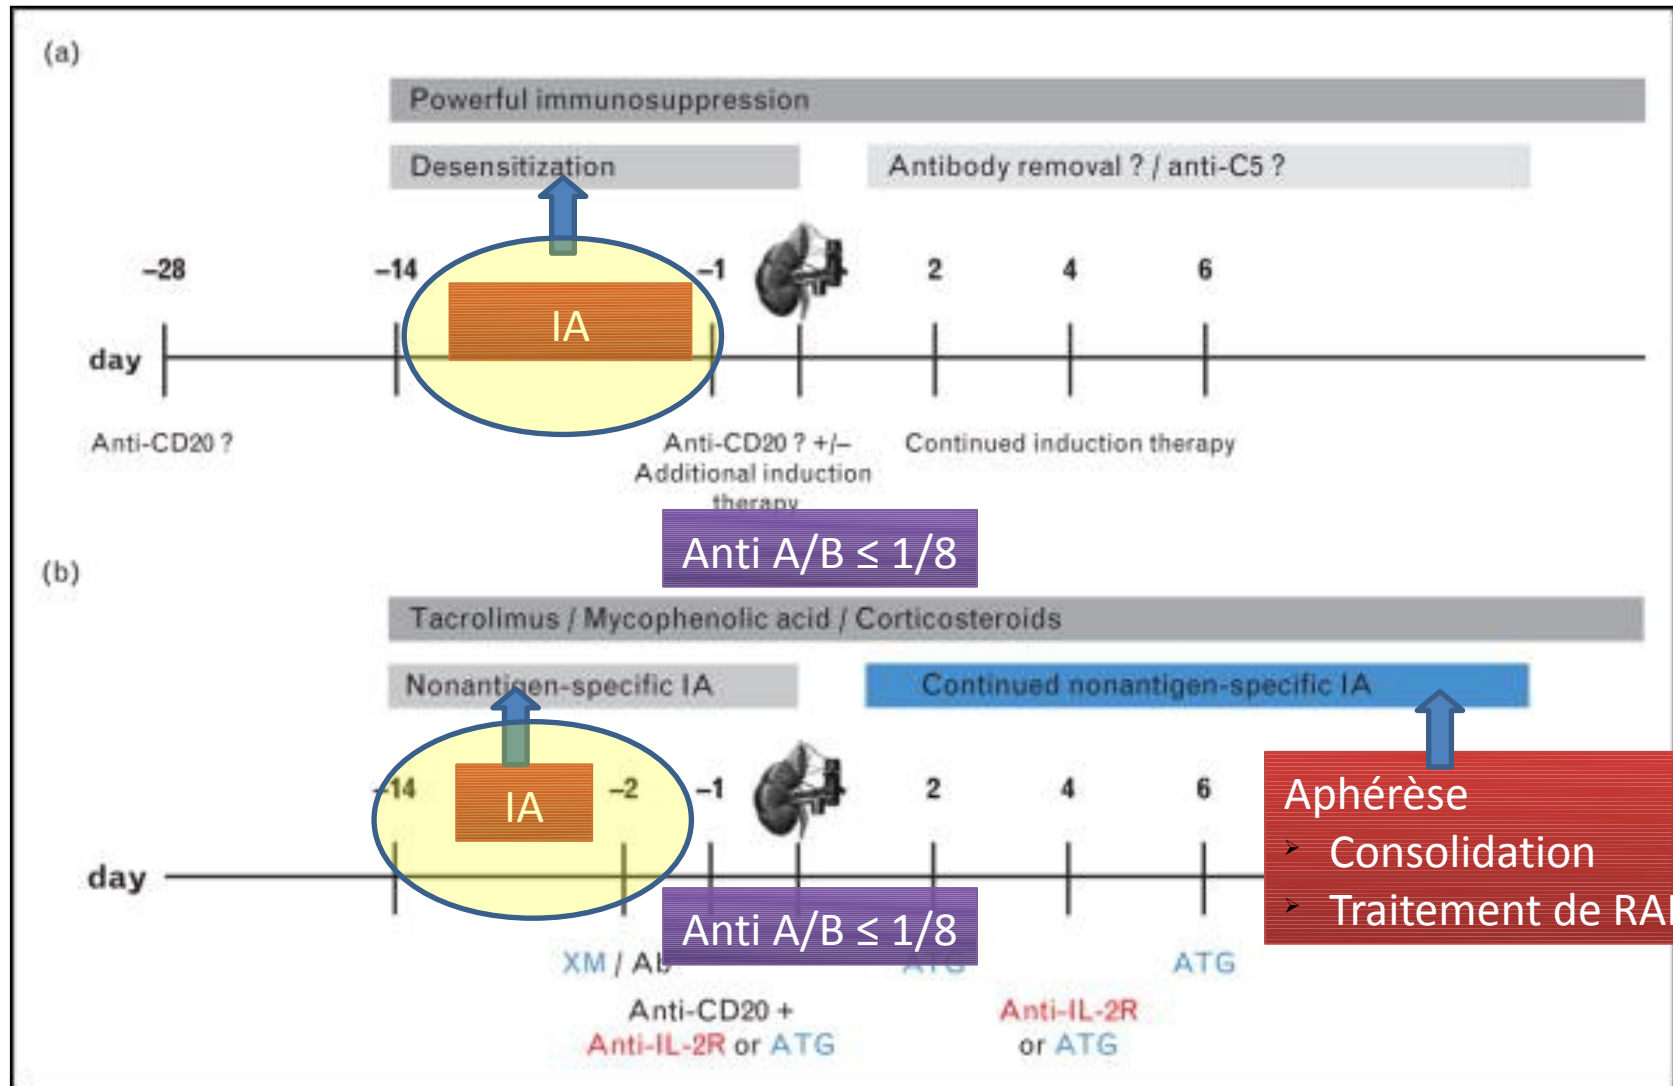 (a)
Powerful immunosuppression
Desensitization
Antibody removal ? / anti-C5 ?
–28
–14
–1
2
4
6
IA
day
Anti-CD20 ?
Anti-CD20 ? +/–
Additional induction
therapy
Continued induction therapy
Anti A/B ≤ 1/8
(b)
Tacrolimus / Mycophenolic acid / Corticosteroids
Nonantigen-specific IA
Continued nonantigen-specific IA
–14
–2
–1
2
4
6
IA
day
Aphérèse
Consolidation
Traitement de
Anti A/B ≤ 1/8
XM / Ab
ATG
ATG
Anti-CD20 +
Anti-IL-2R or ATG
Anti-IL-2R
or ATG